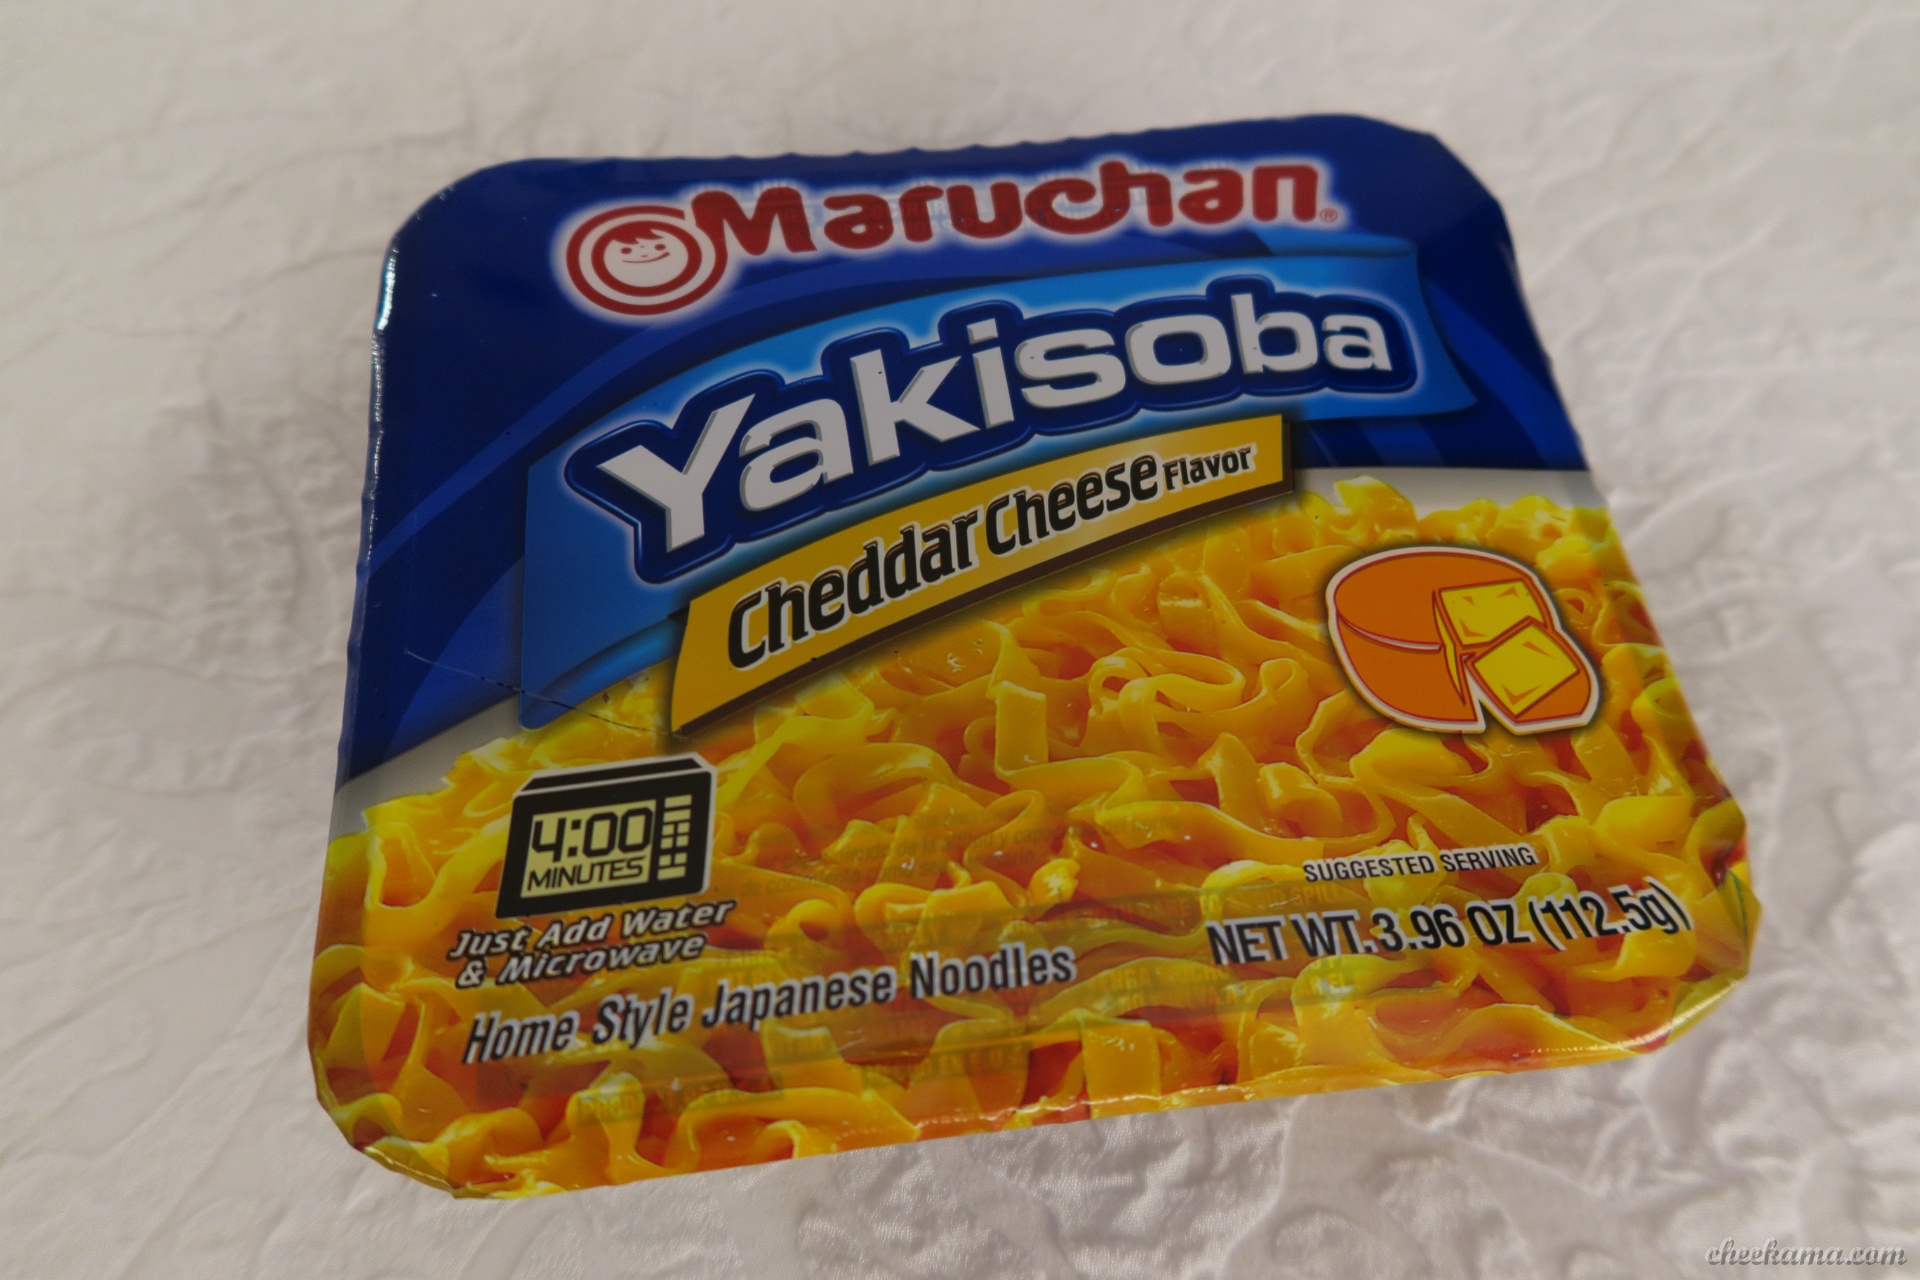 Maruchan®
Yakisoba
Cheddar Cheese Flavor
4:00
MINUTES
Just Add Water
& Microwave
SUGGESTED SERVING
NET WT. 3.96 OZ (112.5g)
Home Style Japanese Noodles
cheekama.com